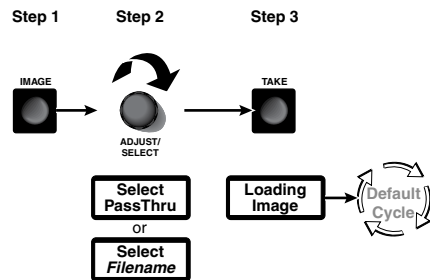 Step 1 Step 2 Step 3
IMAGE
TAKE
ADJUST/
SELECT
Select
PassThru
or
Select
Filename
Loading
Image
Default
Cycle